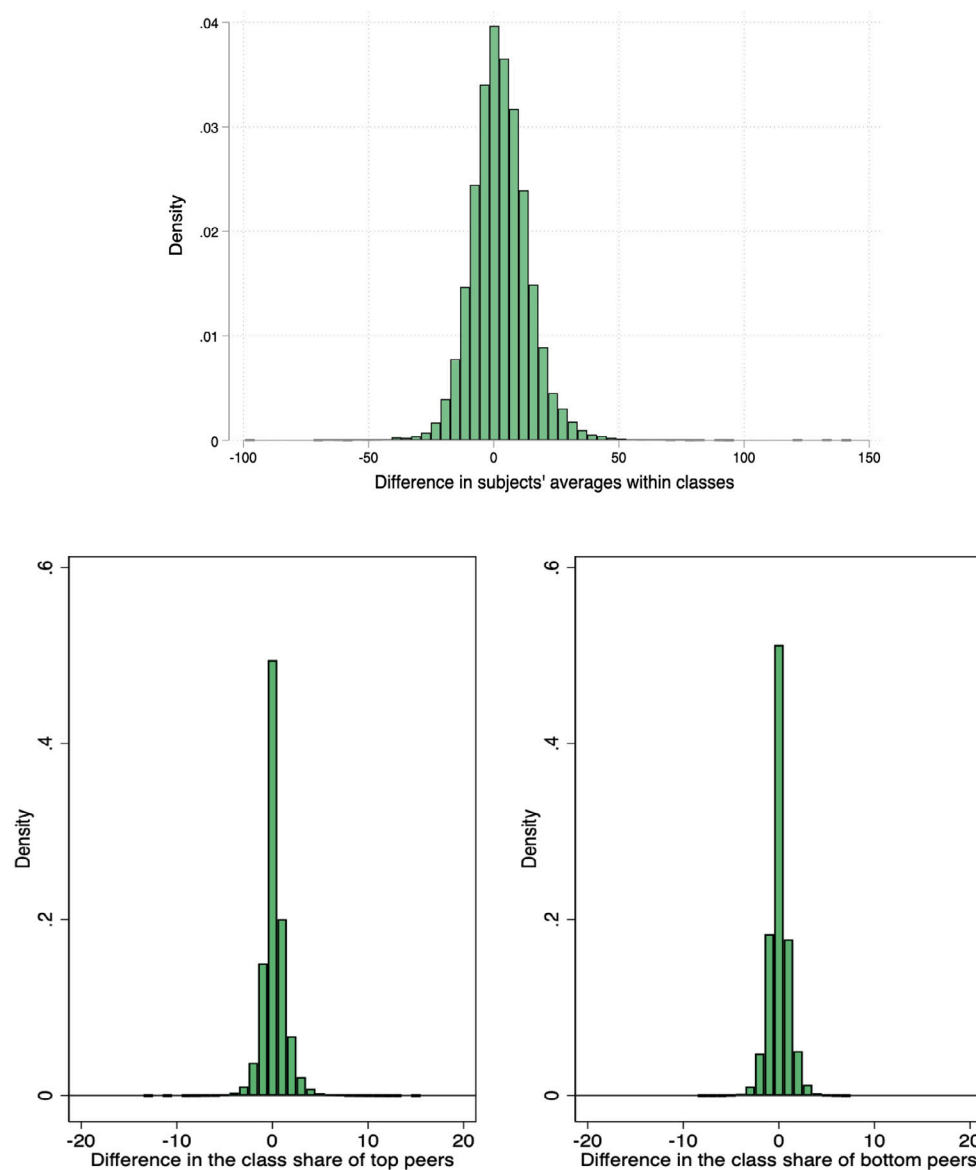 .04
.03
.02
.01
0
Density
-100 -50 0 50 100 150
Difference in subjects' averages within classes
.6
.4
.2
0
Density
-20 -10 0 10 20
Difference in the class share of top peers
.6
.4
.2
0
Density
-20 -10 0 10 20
Difference in the class share of bottom peers